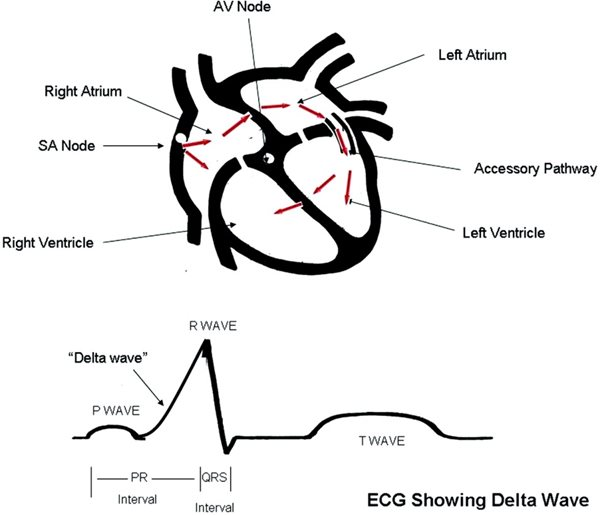 AV Node
Left Atrium
Right Atrium
SA Node
Accessory Pathway
Left Ventricle
Right Ventricle
R WAVE
"Delta wave"
P WAVE
T WAVE
PR
QRS
Interval
Interval
ECG Showing Delta Wave